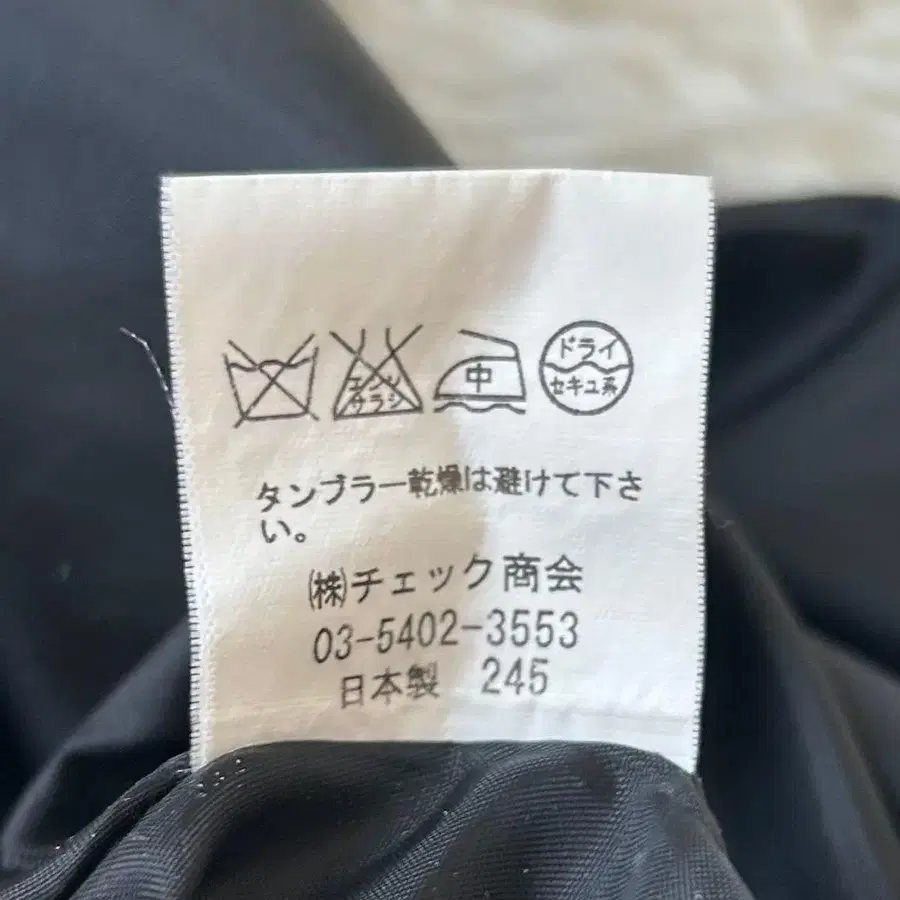 エンソ
サラシ
中
ドライ
セキユ系
タンブラー乾燥は避けて下さ
い。
㈱チェック商会
03-5402-3553
日本製 245